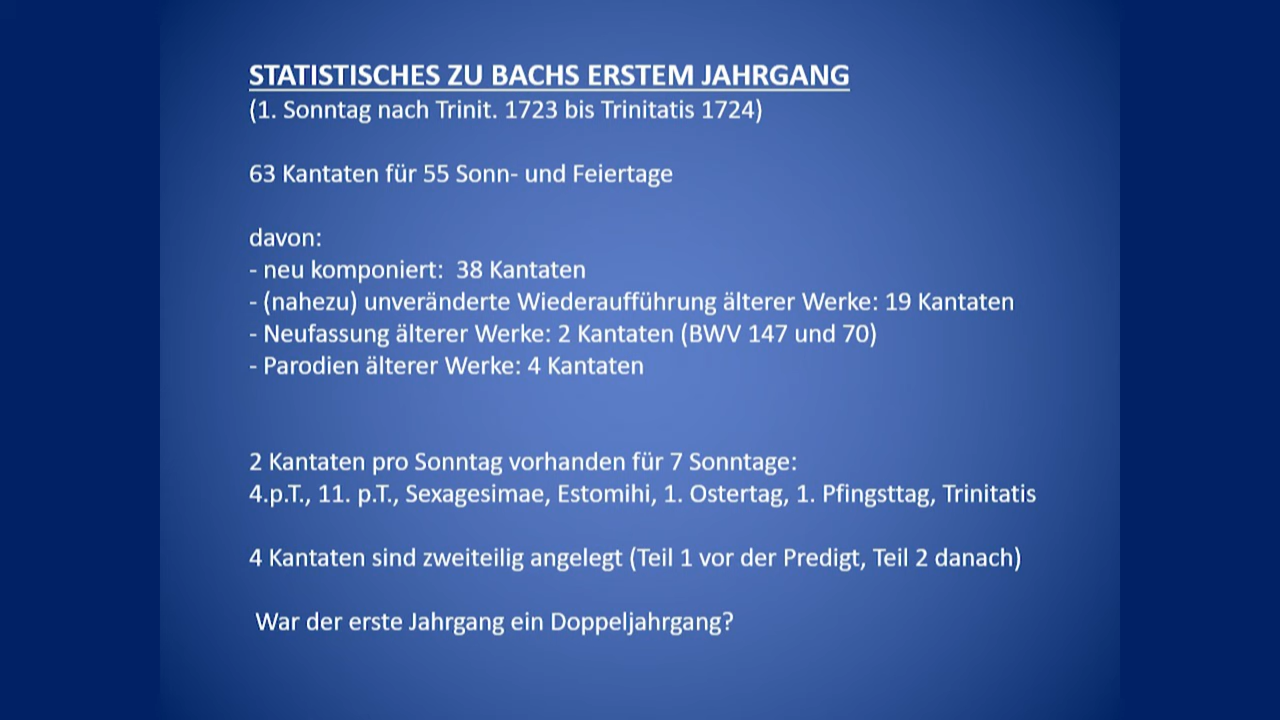 STATISTISCHES ZU BACHS ERSTEM JAHRGANG
(1. Sonntag nach Trinit. 1723 bis Trinitatis 1724)
63 Kantaten für 55 Sonn- und Feiertage
davon:
- neu komponiert:  38 Kantaten
- (nahezu) unveränderte Wiederaufführung älterer Werke: 19 Kantaten
- Neufassung älterer Werke: 2 Kantaten (BWV 147 und 70)
- Parodien älterer Werke: 4 Kantaten
2 Kantaten pro Sonntag vorhanden für 7 Sonntage:
4.p.T., 11. p.T., Sexagesimae, Estomihi, 1. Ostertag, 1. Pfingsttag, Trinitatis
4 Kantaten sind zweiteilig angelegt (Teil 1 vor der Predigt, Teil 2 danach)
War der erste Jahrgang ein Doppeljahrgang?